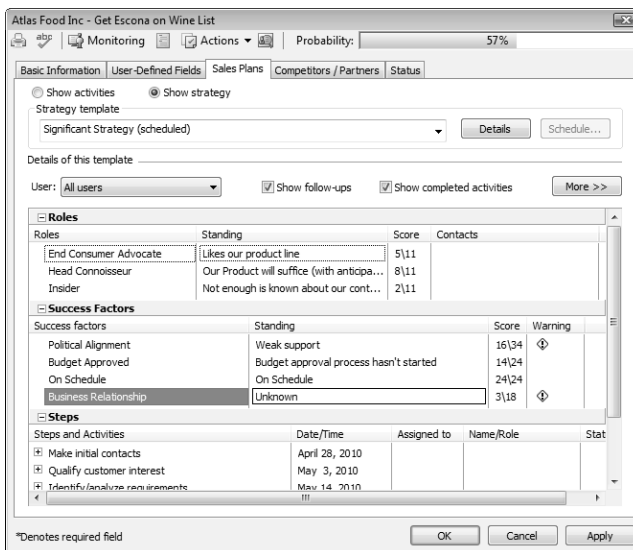 Atlas Food Inc - Get Escona on Wine List
abc Monitoring Actions Probability: 57%
Basic Information User-Defined Fields Sales Plans Competitors / Partners Status
Show activities Show strategy
Strategy template
Significant Strategy (scheduled) Details Schedule...
Details of this template
User: All users Show follow-ups Show completed activities More >>
Roles
Roles Standing Score Contacts
End Consumer Advocate Likes our product line 5\11
Head Connoisseur Our Product will suffice (with anticipa... 8\11
Insider Not enough is known about our cont... 2\11
Success Factors
Success factors Standing Score Warning
Political Alignment Weak support 16\34
Budget Approved Budget approval process hasn't started 14\24
On Schedule On Schedule 24\24
Business Relationship Unknown 3\18
Steps
Steps and Activities Date/Time Assigned to Name/Role Stat
Make initial contacts April 28, 2010
Qualify customer interest May 3, 2010
Identify/analyze requirements May 14, 2010
*Denotes required field OK Cancel Apply